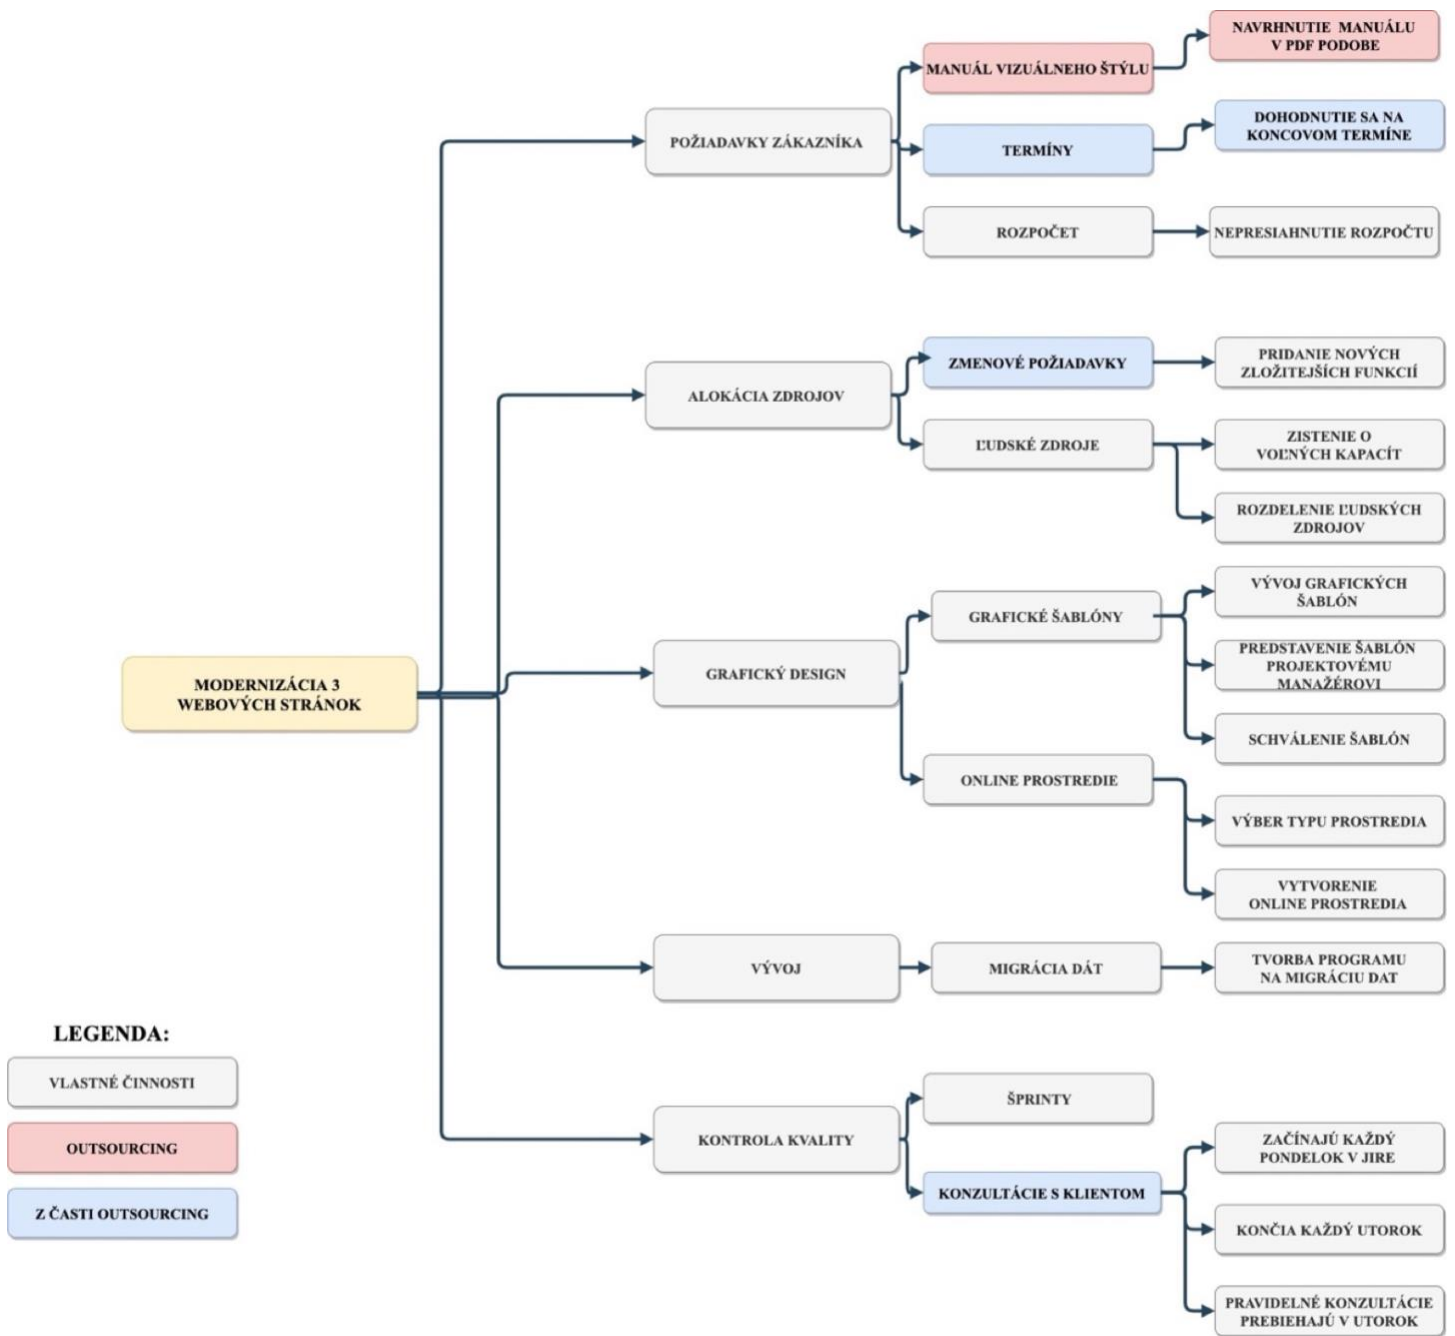 NAVRHNUTIE MANUÁLU
V PDF PODOBE
MANUÁL VIZUÁLNEHO ŠTÝLU
DOHODNUTIE SA NA
KONCOVOM TERMÍNE
POŽIADAVKY ZÁKAZNÍKA
TERMÍNY
ROZPOČET
NEPRESIAHNUTIE ROZPOČTU
ZMENOVÉ POŽIADAVKY
PRIDANIE NOVÝCH
ZLOŽITEJŠÍCH FUNKCIÍ
ALOKÁCIA ZDROJOV
ĽUDSKÉ ZDROJE
ZISTENIE O
VOĽNÝCH KAPACÍT
ROZDELENIE ĽUDSKÝCH
ZDROJOV
VÝVOJ GRAFICKÝCH
ŠABLÓN
GRAFICKÉ ŠABLÓNY
PREDSTAVENIE ŠABLÓN
PROJEKTOVÉMU
MANAŽÉROVI
GRAFICKÝ DESIGN
MODERNIZÁCIA 3
WEBOVÝCH STRÁNOK
SCHVÁLENIE ŠABLÓN
ONLINE PROSTREDIE
VÝBER TYPU PROSTREDIA
VYTVORENIE
ONLINE PROSTREDIA
VÝVOJ
MIGRÁCIA DÁT
TVORBA PROGRAMU
NA MIGRÁCIU DAT
LEGENDA:
VLASTNÉ ČINNOSTI
OUTSOURCING
Z ČASTI OUTSOURCING
ŠPRINTY
KONTROLA KVALITY
ZAČÍNAJÚ KAŽDÝ
PONDELOK V JIRE
KONZULTÁCIE S KLIENTOM
KONČIA KAŽDÝ UTOROK
PRAVIDELNÉ KONZULTÁCIE
PREBIEHAJÚ V UTOROK